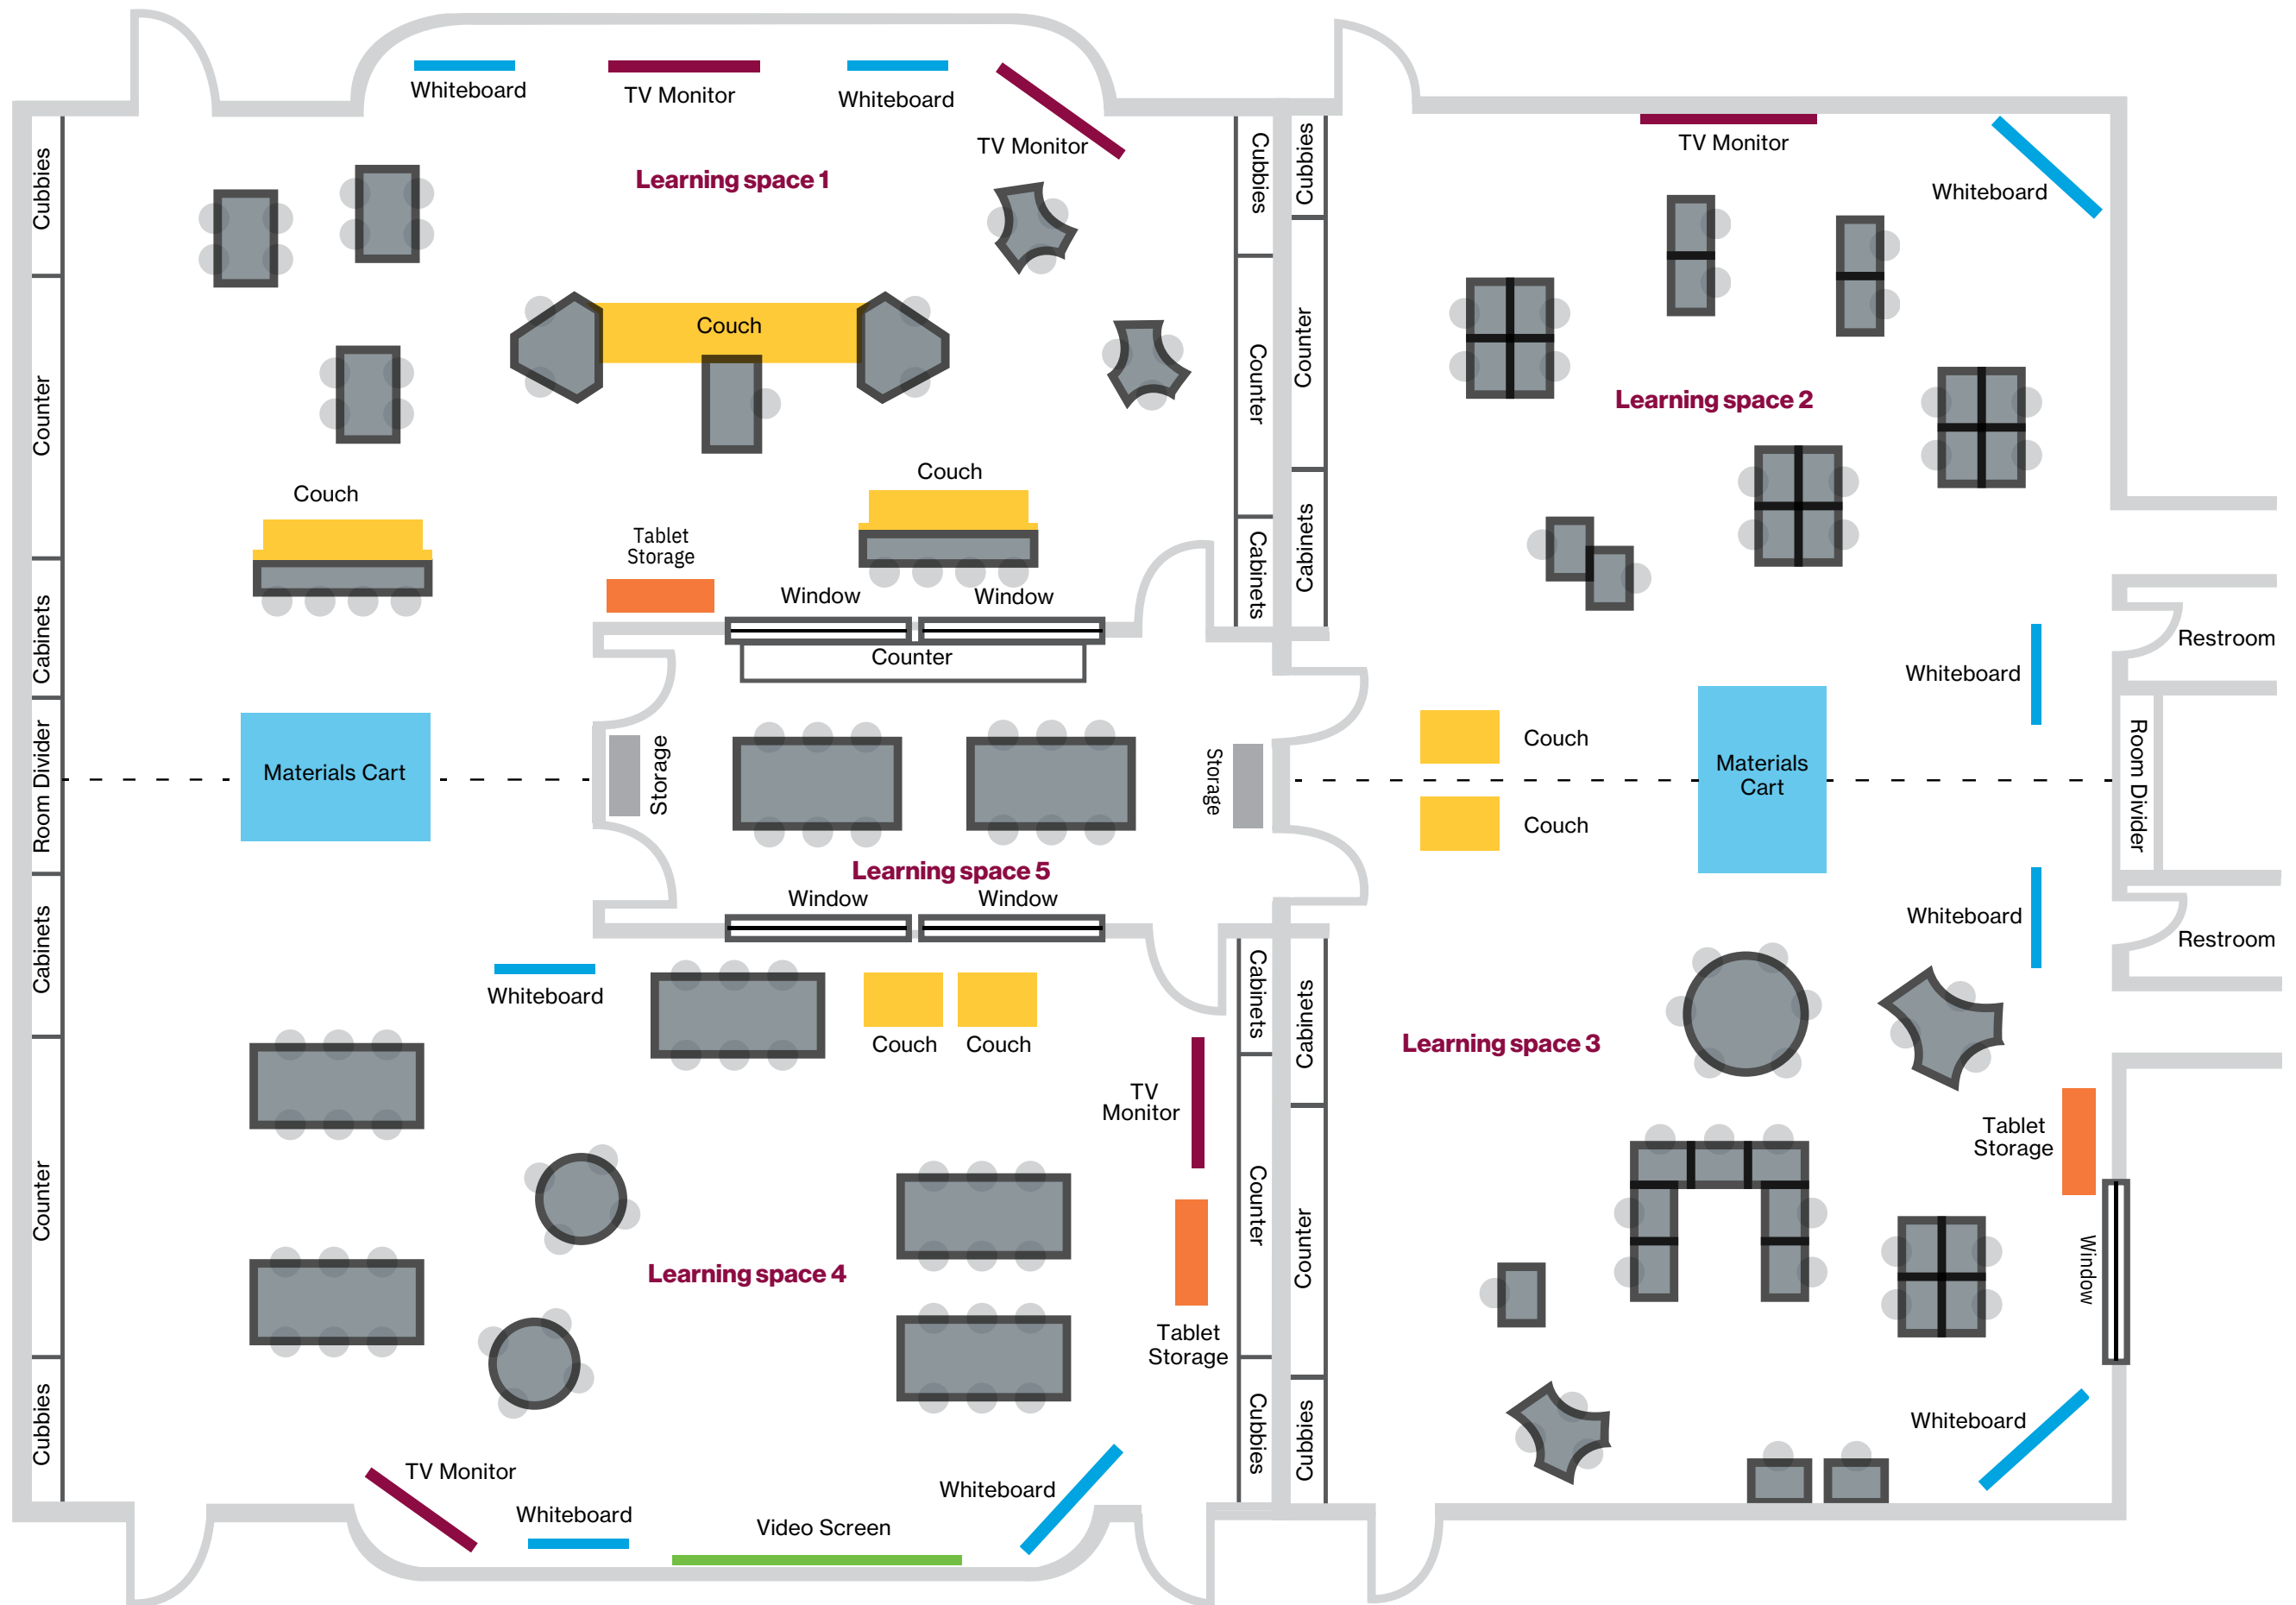 Whiteboard
TV Monitor
Whiteboard
TV Monitor
Learning space 1
Cubbies
Counter
Cabinets
Room Divider
Cabinets
Counter
Cubbies
Couch
Couch
Couch
Tablet
Storage
Window
Window
Counter
Cubbies
Counter
Cabinets
Materials Cart
Storage
Storage
Learning space 5
Window
Window
Cubbies
Counter
Cabinets
TV Monitor
Whiteboard
Learning space 2
Restroom
Whiteboard
Couch
Couch
Materials
Cart
Room Divider
Whiteboard
Restroom
Learning space 3
Cabinets
Counter
Cubbies
Tablet
Storage
Window
Whiteboard
Whiteboard
Couch
Couch
TV
Monitor
Cabinets
Counter
Cubbies
Learning space 4
Tablet
Storage
TV Monitor
Whiteboard
Video Screen
Whiteboard